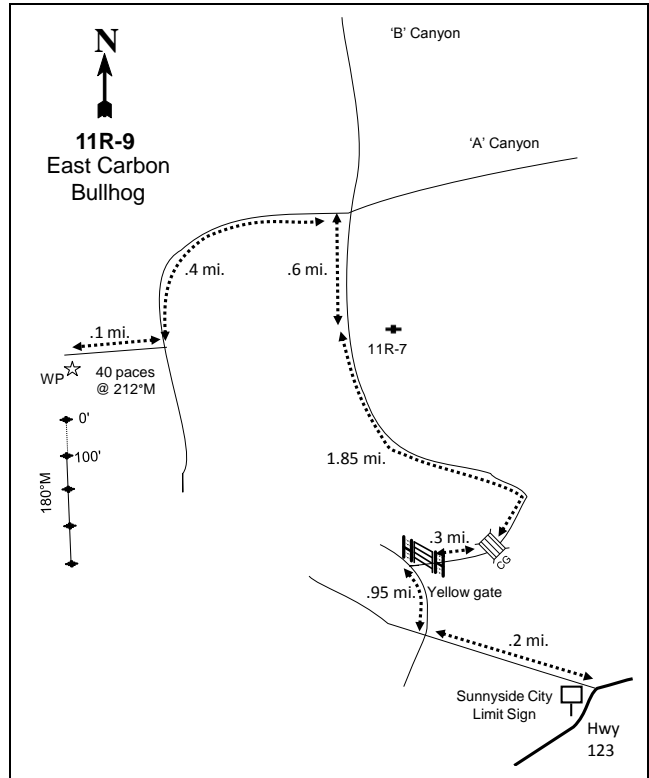 N
11R-9
East Carbon
Bullhog
'B' Canyon
'A' Canyon
.4 mi.
.6 mi.
.1 mi.
11R-7
WP
40 paces
@ 212°M
0'
100'
180°M
1.85 mi.
.3 mi.
CG
.95 mi.
Yellow gate
.2 mi.
Sunnyside City
Limit Sign
Hwy
123